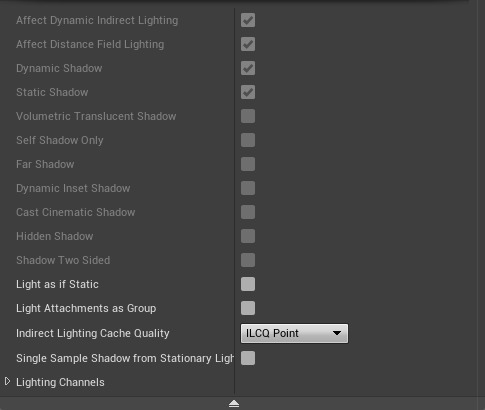 Affect Dynamic Indirect Lighting
Affect Distance Field Lighting
Dynamic Shadow
Static Shadow
Volumetric Translucent Shadow
Self Shadow Only
Far Shadow
Dynamic Inset Shadow
Cast Cinematic Shadow
Hidden Shadow
Shadow Two Sided
Light as if Static
Light Attachments as Group
Indirect Lighting Cache Quality ILCQ Point
Single Sample Shadow from Stationary Ligh
Lighting Channels